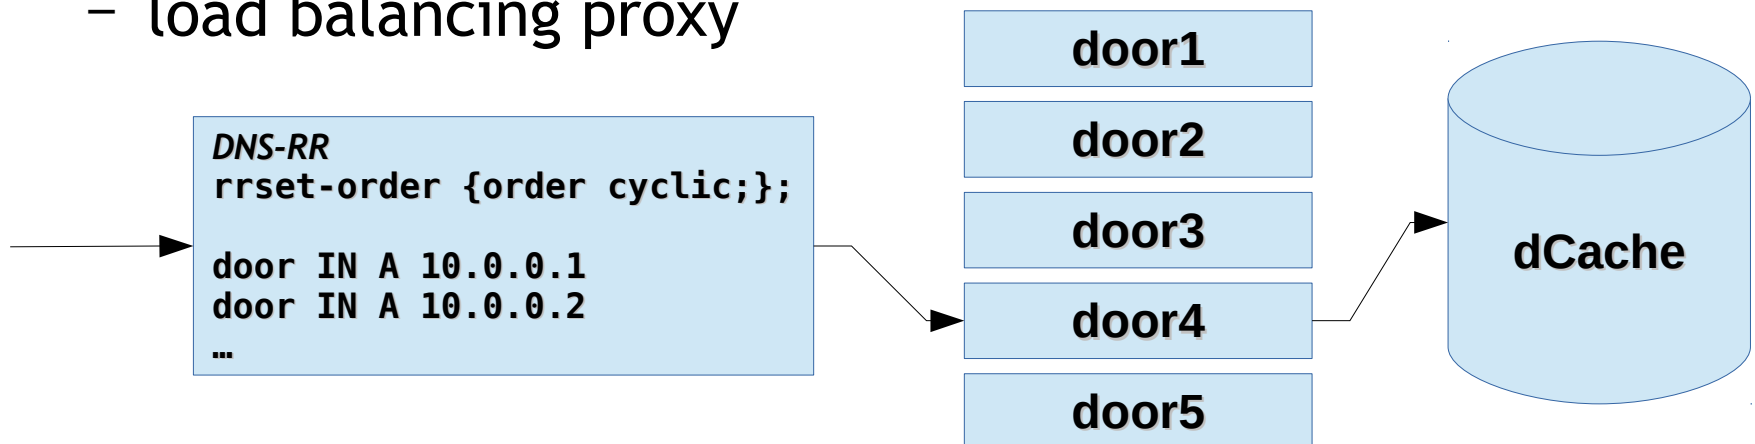 – load balancing proxy
DNS-RR
rrset-order {order cyclic;};
door IN A 10.0.0.1
door IN A 10.0.0.2
…
door1
door2
door3
door4
door5
dCache